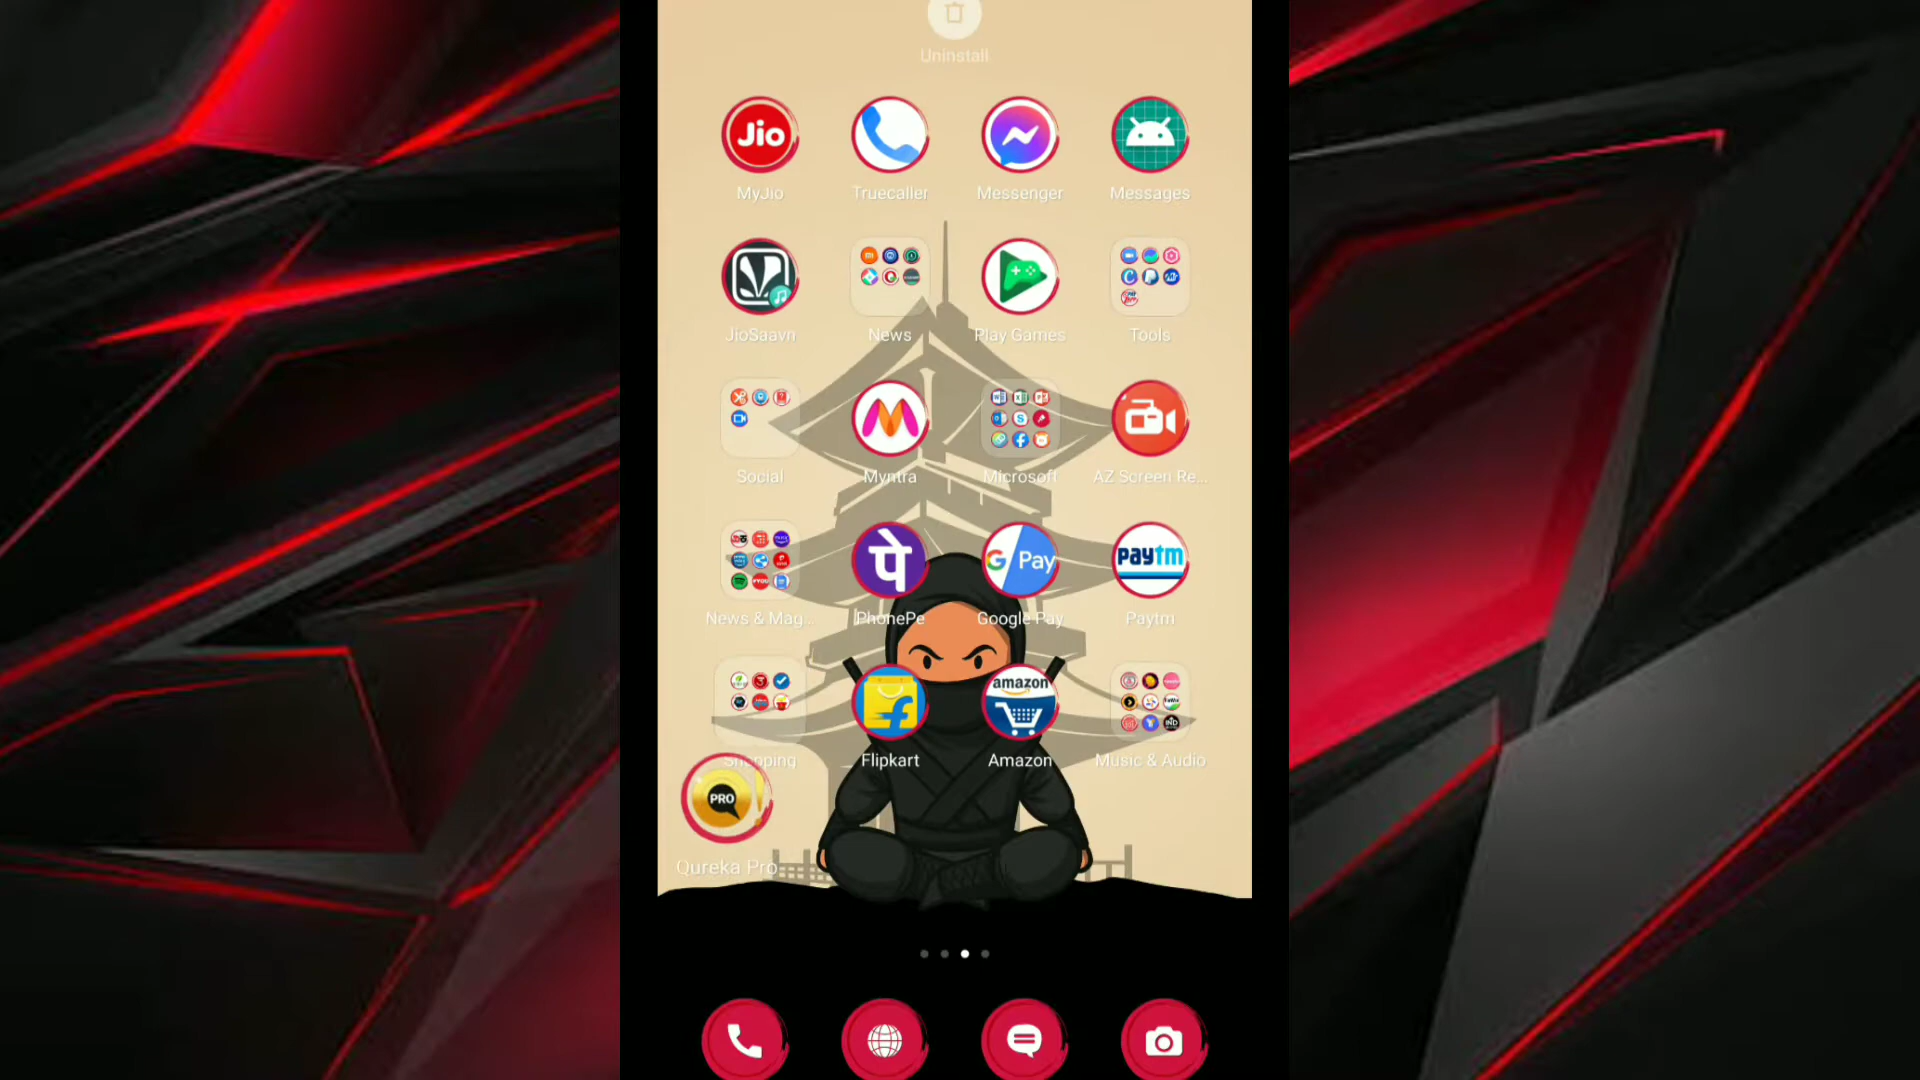 Uninstall
Jio
MyJio
Truecaller
Messenger
Messages
JioSaavn
News
Play Games
Tools
Social
Myntra
Microsoft
AZ Screen Re...
News & Mag...
पे
PhonePe
G Pay
Google Pay
paytm
Paytm
Shopping
Flipkart
amazon
Amazon
Music & Audio
PRO
Qureka Pro